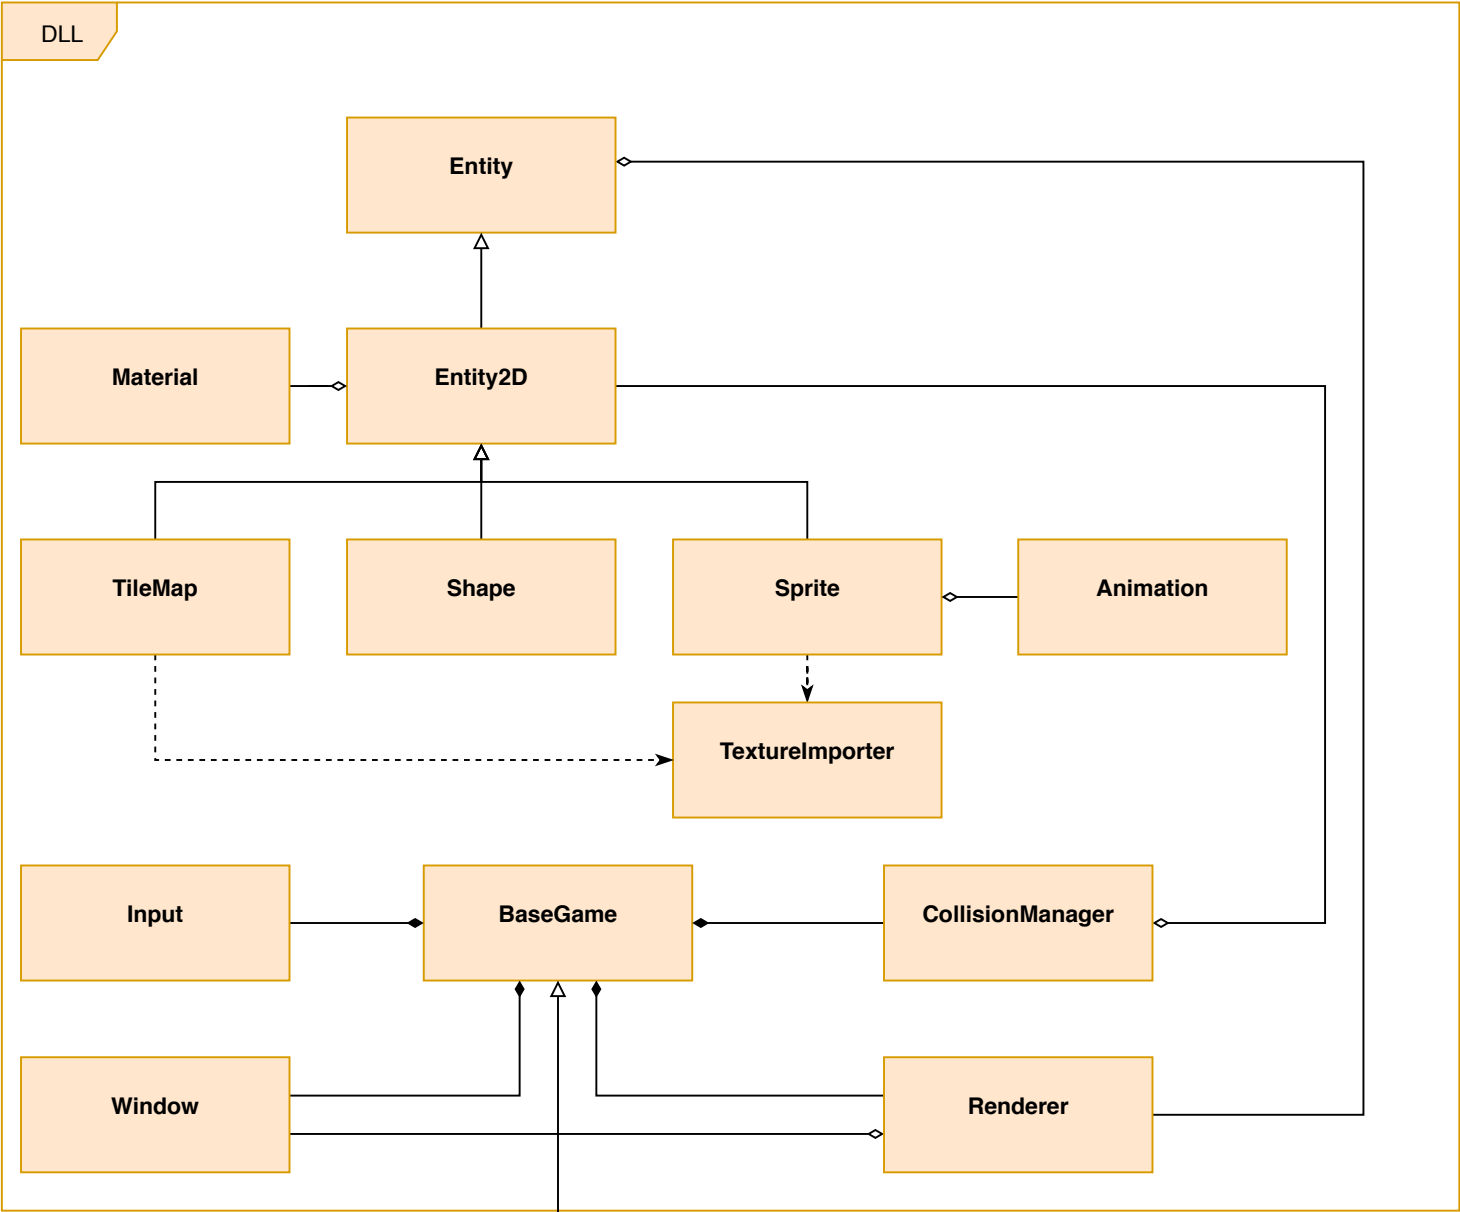 DLL
Entity
Material
Entity2D
TileMap
Shape
Sprite
Animation
TextureImporter
Input
BaseGame
CollisionManager
Window
Renderer